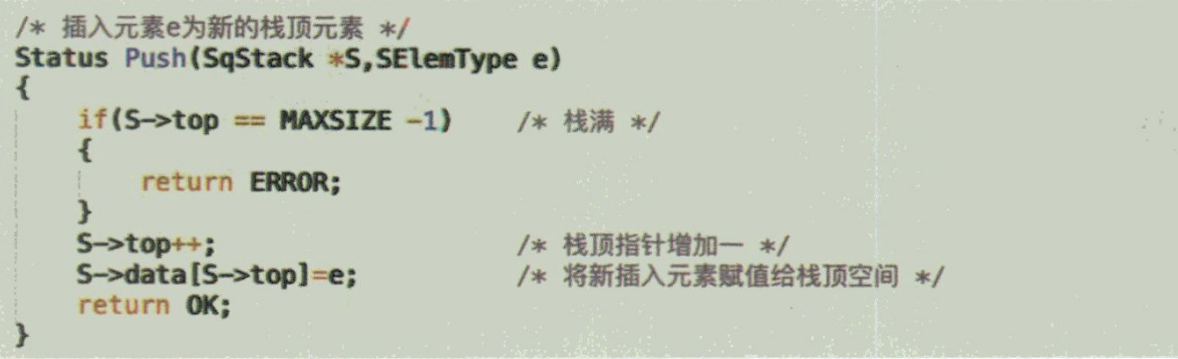 /* 插入元素e为新的栈顶元素 */
Status Push(SqStack *S,SElemType e)
{
    if(S->top == MAXSIZE -1)    /* 栈满 */
    {
        return ERROR;
    }
    S->top++;                   /* 栈顶指针增加一 */
    S->data[S->top]=e;          /* 将新插入元素赋值给栈顶空间 */
    return OK;
}